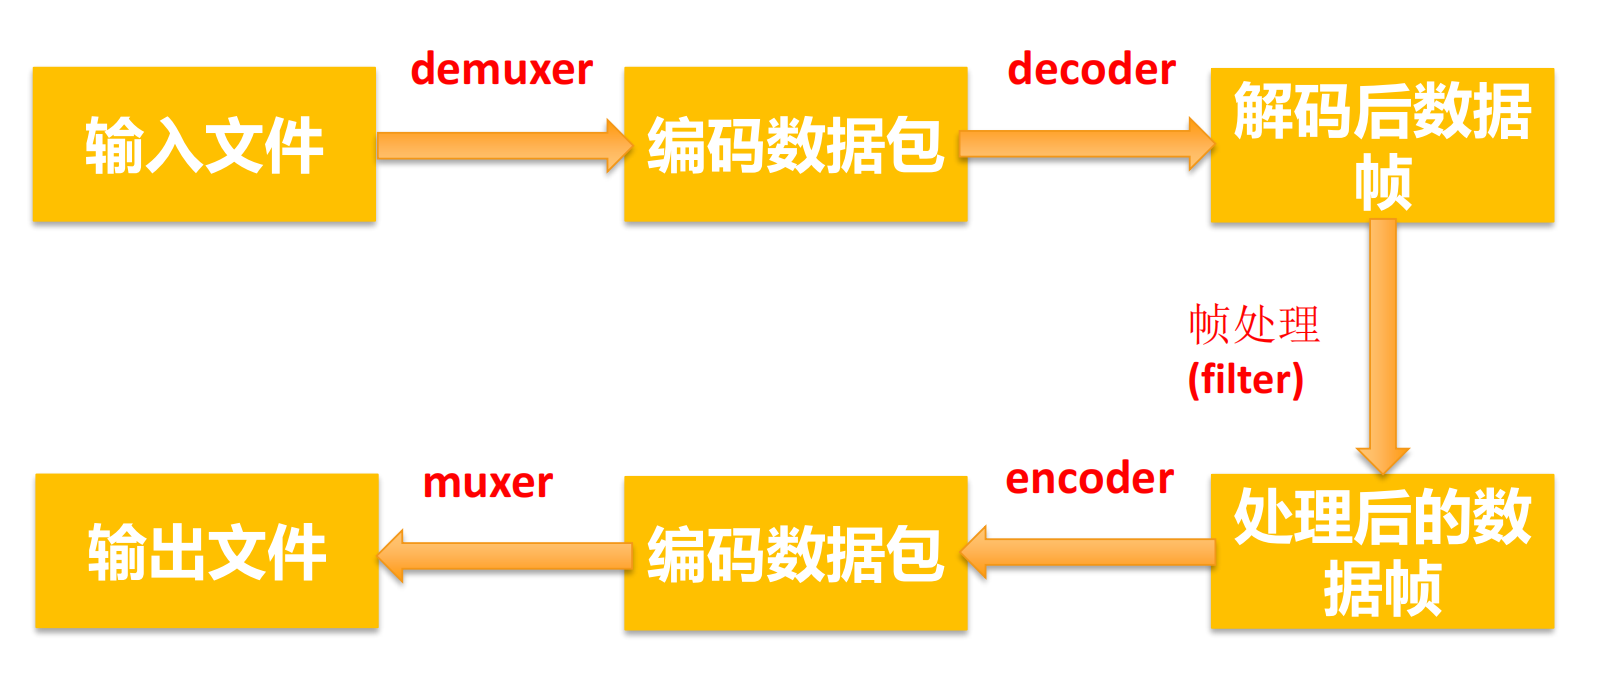 demuxer
decoder
输入文件
编码数据包
解码后数据
帧
帧处理
(filter)
muxer
encoder
输出文件
编码数据包
处理后的数
据帧